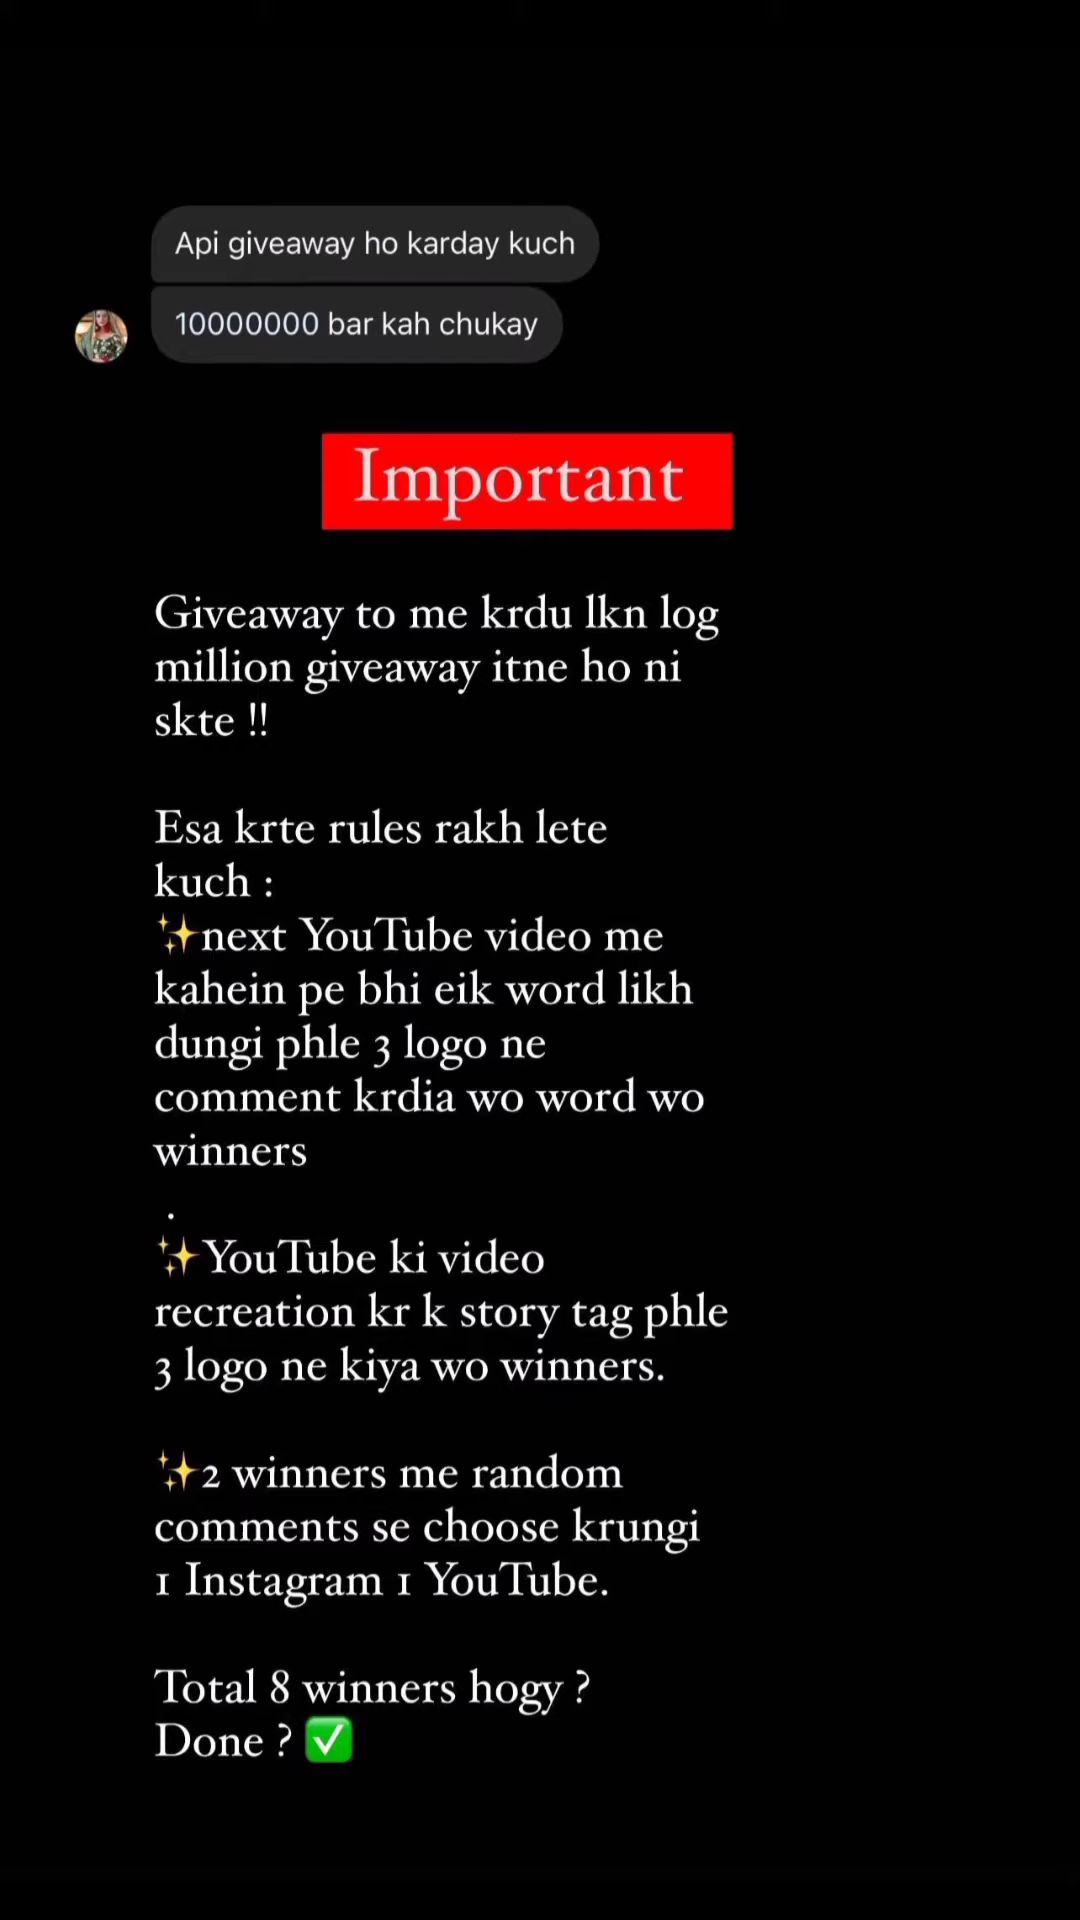 Api giveaway ho karday kuch
10000000 bar kah chukay
Important
Giveaway to me krdu lkn log
million giveaway itne ho ni
skte !!
Esa krte rules rakh lete
kuch :
✨next YouTube video me
kahein pe bhi eik word likh
dungi phle 3 logo ne
comment krdia wo word wo
winners
.
✨YouTube ki video
recreation kr k story tag phle
3 logo ne kiya wo winners.
✨2 winners me random
comments se choose krungi
1 Instagram 1 YouTube.
Total 8 winners hogy ?
Done ? ✅